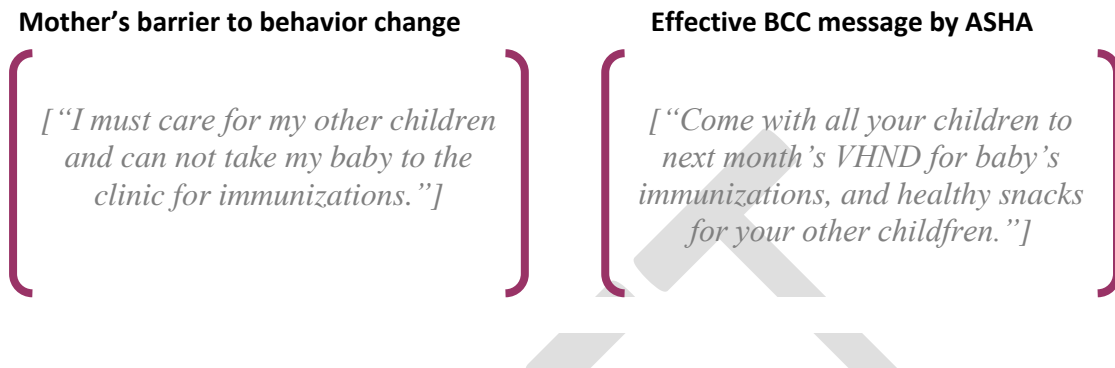 Mother’s barrier to behavior change
[“I must care for my other children
and can not take my baby to the
clinic for immunizations.”]
Effective BCC message by ASHA
[“Come with all your children to
next month’s VHND for baby’s
immunizations, and healthy snacks
for your other childfren.”]